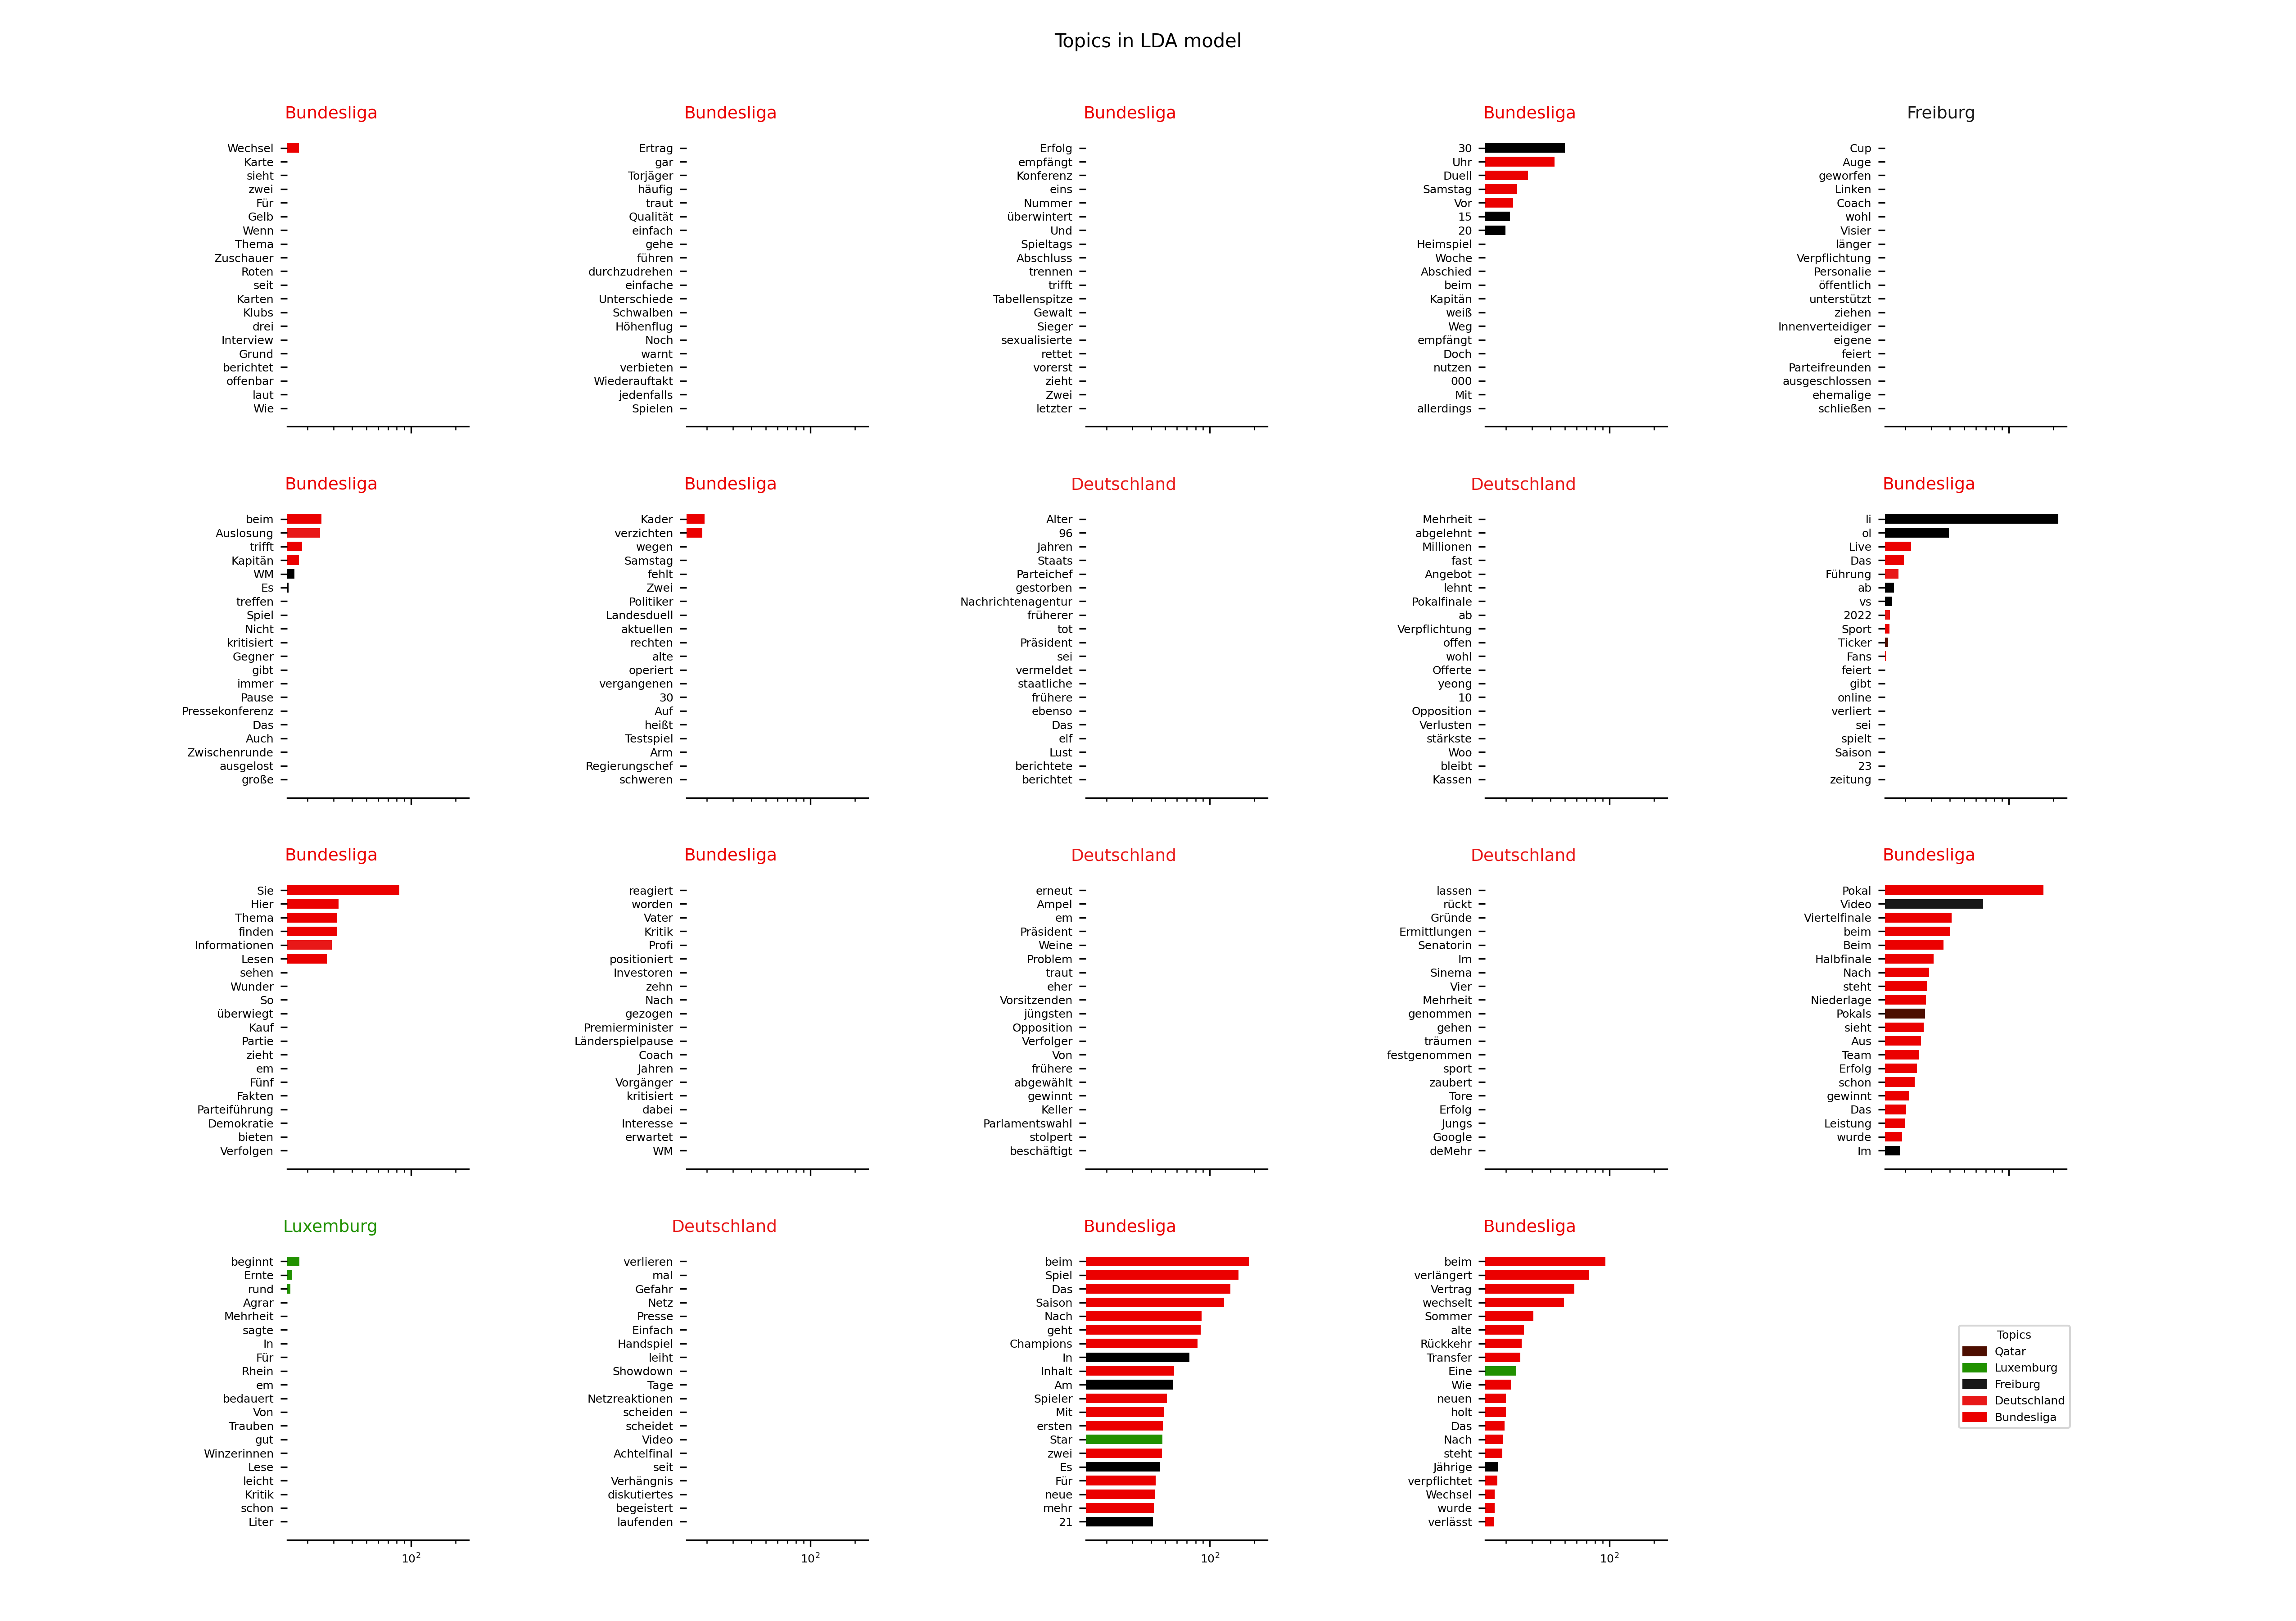 Topics in LDA model
Bundesliga
Wechsel
Karte
sieht
zwei
Für
Gelb
Wenn
Thema
Zuschauer
Roten
seit
Karten
Klubs
drei
Interview
Grund
berichtet
offenbar
laut
Wie
Bundesliga
Ertrag
gar
Torjäger
häufig
traut
Qualität
einfach
gehe
führen
durchzudrehen
einfache
Unterschiede
Schwalben
Höhenflug
Noch
warnt
verbieten
Wiederauftakt
jedenfalls
Spielen
Bundesliga
Erfolg
empfängt
Konferenz
eins
Nummer
überwintert
Und
Spieltags
Abschluss
trennen
trifft
Tabellenspitze
Gewalt
Sieger
sexualisierte
rettet
vorerst
zieht
Zwei
letzter
Bundesliga
30
Uhr
Duell
Samstag
Vor
15
20
Heimspiel
Woche
Abschied
beim
Kapitän
weiß
Weg
empfängt
Doch
nutzen
000
Mit
allerdings
Freiburg
Cup
Auge
geworfen
Linken
Coach
wohl
Visier
länger
Verpflichtung
Personalie
öffentlich
unterstützt
ziehen
Innenverteidiger
eigene
feiert
Parteifreunden
ausgeschlossen
ehemalige
schließen
Bundesliga
beim
Auslosung
trifft
Kapitän
WM
Es
treffen
Spiel
Nicht
kritisiert
Gegner
gibt
immer
Pause
Pressekonferenz
Das
Auch
Zwischenrunde
ausgelost
große
Bundesliga
Kader
verzichten
wegen
Samstag
fehlt
Zwei
Politiker
Landesduell
aktuellen
rechten
alte
operiert
vergangenen
30
Auf
heißt
Testspiel
Arm
Regierungschef
schweren
Deutschland
Alter
96
Jahren
Staats
Parteichef
gestorben
Nachrichtenagentur
früherer
tot
Präsident
sei
vermeldet
staatliche
frühere
ebenso
Das
elf
Lust
berichtete
berichtet
Deutschland
Mehrheit
abgelehnt
Millionen
fast
Angebot
lehnt
Pokalfinale
ab
Verpflichtung
offen
wohl
Offerte
yeong
10
Opposition
Verlusten
stärkste
Woo
bleibt
Kassen
Bundesliga
li
ol
Live
Das
Führung
ab
vs
2022
Sport
Ticker
Fans
feiert
gibt
online
verliert
sei
spielt
Saison
23
zeitung
Bundesliga
Sie
Hier
Thema
finden
Informationen
Lesen
sehen
Wunder
So
überwiegt
Kauf
Partie
zieht
em
Fünf
Fakten
Parteiführung
Demokratie
bieten
Verfolgen
Bundesliga
reagiert
worden
Vater
Kritik
Profi
positioniert
Investoren
zehn
Nach
gezogen
Premierminister
Länderspielpause
Coach
Jahren
Vorgänger
kritisiert
dabei
Interesse
erwartet
WM
Deutschland
erneut
Ampel
em
Präsident
Weine
Problem
traut
eher
Vorsitzenden
jüngsten
Opposition
Verfolger
Von
frühere
abgewählt
gewinnt
Keller
Parlamentswahl
stolpert
beschäftigt
Deutschland
lassen
rückt
Gründe
Ermittlungen
Senatorin
Im
Sinema
Vier
Mehrheit
genommen
gehen
träumen
festgenommen
sport
zaubert
Tore
Erfolg
Jungs
Google
deMehr
Bundesliga
Pokal
Video
Viertelfinale
beim
Beim
Halbfinale
Nach
steht
Niederlage
Pokals
sieht
Aus
Team
Erfolg
schon
gewinnt
Das
Leistung
wurde
Im
Luxemburg
beginnt
Ernte
rund
Agrar
Mehrheit
sagte
In
Für
Rhein
em
bedauert
Von
Trauben
gut
Winzerinnen
Lese
leicht
Kritik
schon
Liter
10²
Deutschland
verlieren
mal
Gefahr
Netz
Presse
Einfach
Handspiel
leiht
Showdown
Tage
Netzreaktionen
scheiden
scheidet
Video
Achtelfinal
seit
Verhängnis
diskutiertes
begeistert
laufenden
10²
Bundesliga
beim
Spiel
Das
Saison
Nach
geht
Champions
In
Inhalt
Am
Spieler
Mit
ersten
Star
zwei
Es
Für
neue
mehr
21
10²
Bundesliga
beim
verlängert
Vertrag
wechselt
Sommer
alte
Rückkehr
Transfer
Eine
Wie
neuen
holt
Das
Nach
steht
Jährige
verpflichtet
Wechsel
wurde
verlässt
10²
Topics
Qatar
Luxemburg
Freiburg
Deutschland
Bundesliga